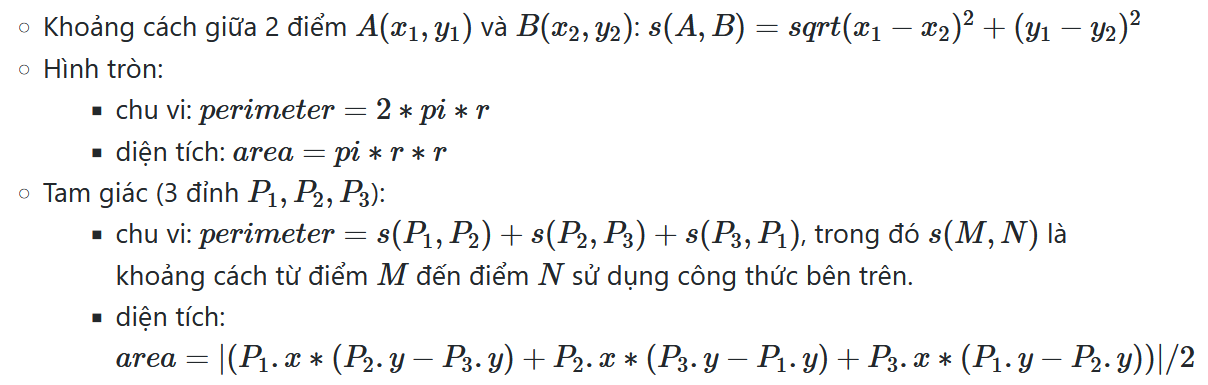 Khoảng cách giữa 2 điểm A(x₁, y₁) và B(x₂, y₂): s(A, B) = sqrt(x₁ − x₂)² + (y₁ − y₂)²
Hình tròn:
chu vi: perimeter = 2 ∗ pi ∗ r
diện tích: area = pi ∗ r ∗ r
Tam giác (3 đỉnh P₁, P₂, P₃):
chu vi: perimeter = s(P₁, P₂) + s(P₂, P₃) + s(P₃, P₁), trong đó s(M, N) là
khoảng cách từ điểm M đến điểm N sử dụng công thức bên trên.
diện tích:
area = |(P₁.x ∗ (P₂.y − P₃.y) + P₂.x ∗ (P₃.y − P₁.y) + P₃.x ∗ (P₁.y − P₂.y))|/2